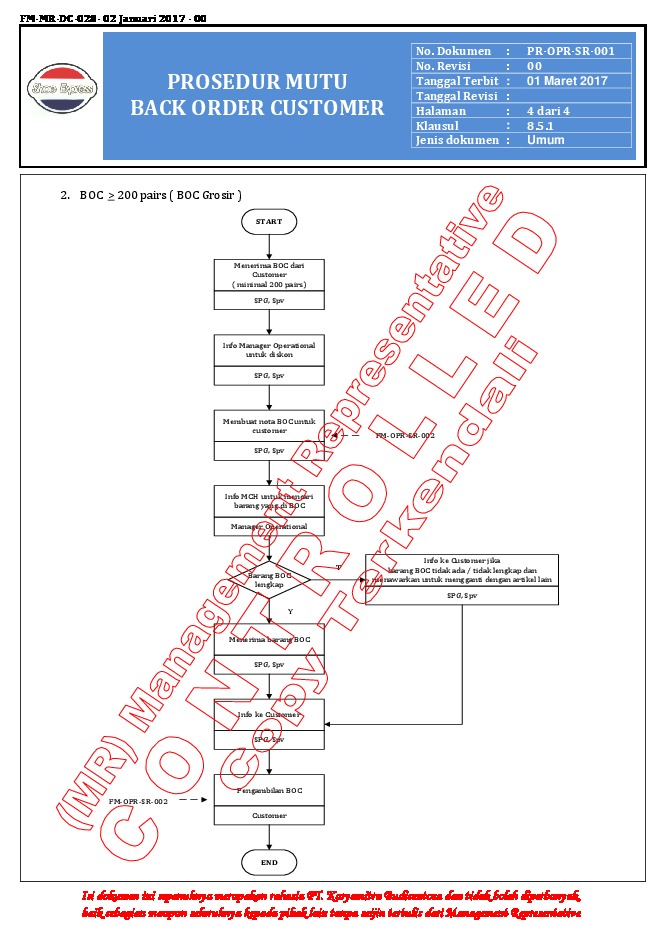 FM-MR-DC-028 - 02 Januari 2017 - 00
Shoe Express
PROSEDUR MUTU
BACK ORDER CUSTOMER
No. Dokumen : PR-OPR-SR-001
No. Revisi : 00
Tanggal Terbit : 01 Maret 2017
Tanggal Revisi :
Halaman : 4 dari 4
Klausul : 8.5.1
Jenis dokumen : Umum
2. BOC ≥ 200 pairs ( BOC Grosir )
START
Menerima BOC dari
Customer
( minimal 200 pairs)
SPG, Spv
Info Manager Operational
untuk diskon
SPG, Spv
Membuat nota BOC untuk
customer
SPG, Spv
FM-OPR-SR-002
Info MCH untuk mencari
barang yang di BOC
Manager Operational
Barang BOC
lengkap
T
Info ke Customer jika
barang BOC tidak ada / tidak lengkap dan
menawarkan untuk mengganti dengan artikel lain
SPG, Spv
Y
Menerima barang BOC
SPG, Spv
Info ke Customer
SPG, Spv
Pengambilan BOC
Customer
FM-OPR-SR-002
END
(MR) Management Representative
CONTROLLED
Copy Terkendali
Isi dokumen ini sepenuhnya merupakan rahasia PT. Karyamitra Budisentosa dan tidak boleh diperbanyak,
baik sebagian maupun seluruhnya kepada pihak lain tanpa seijin tertulis dari Management Representative